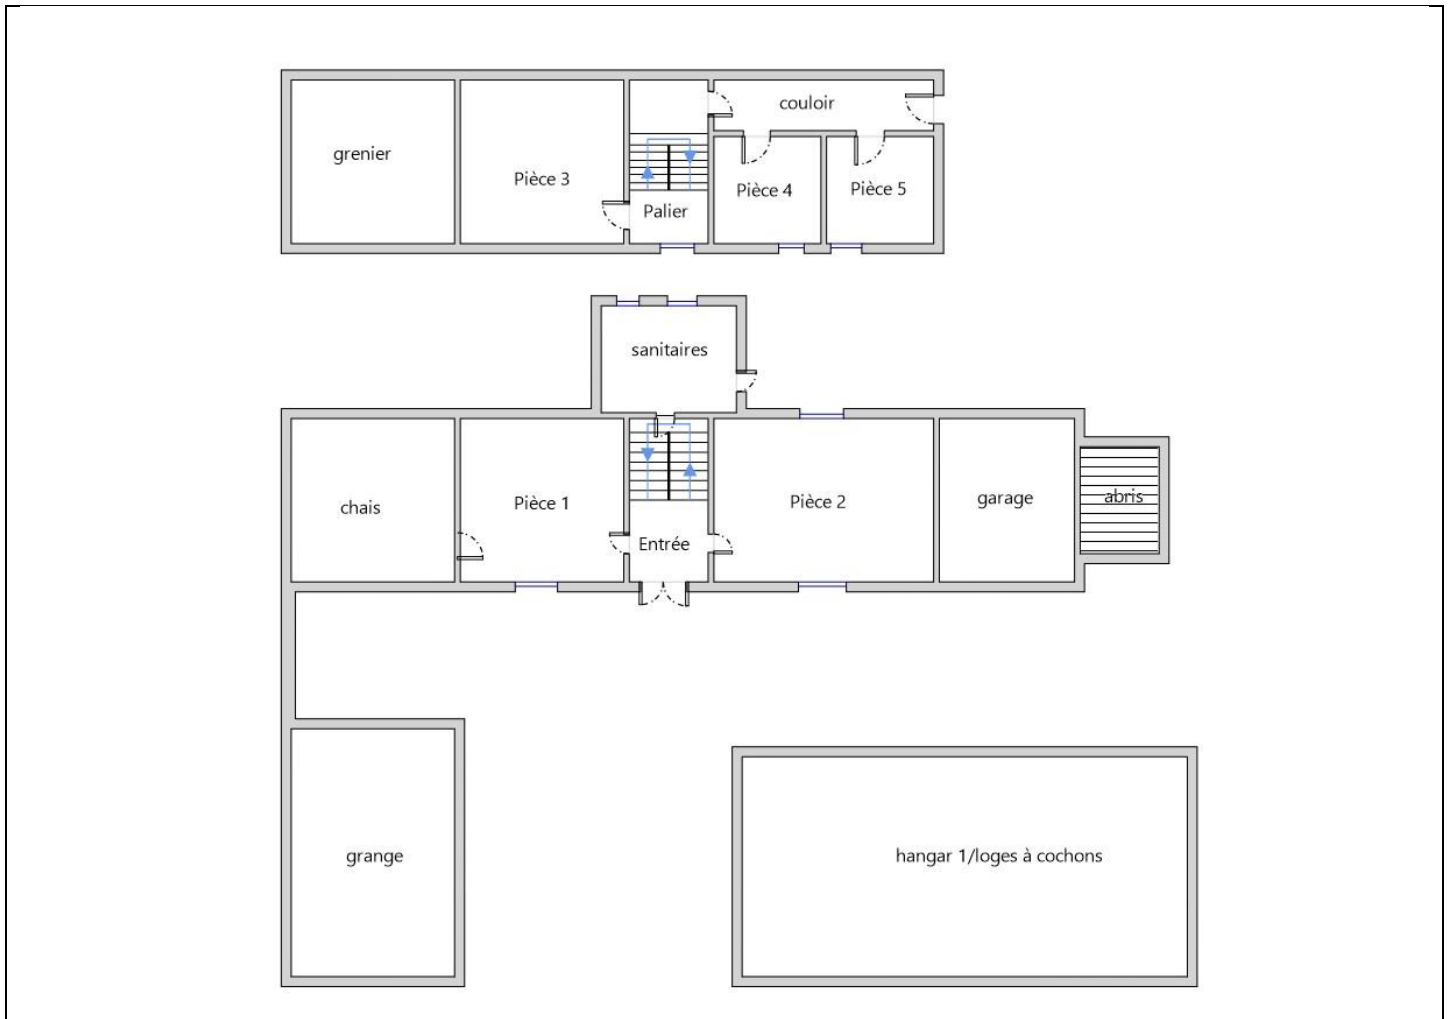 couloir
grenier
Pièce 3
Pièce 4
Pièce 5
Palier
sanitaires
chais
Pièce 1
Pièce 2
garage
abris
Entrée
grange
hangar 1/loges à cochons